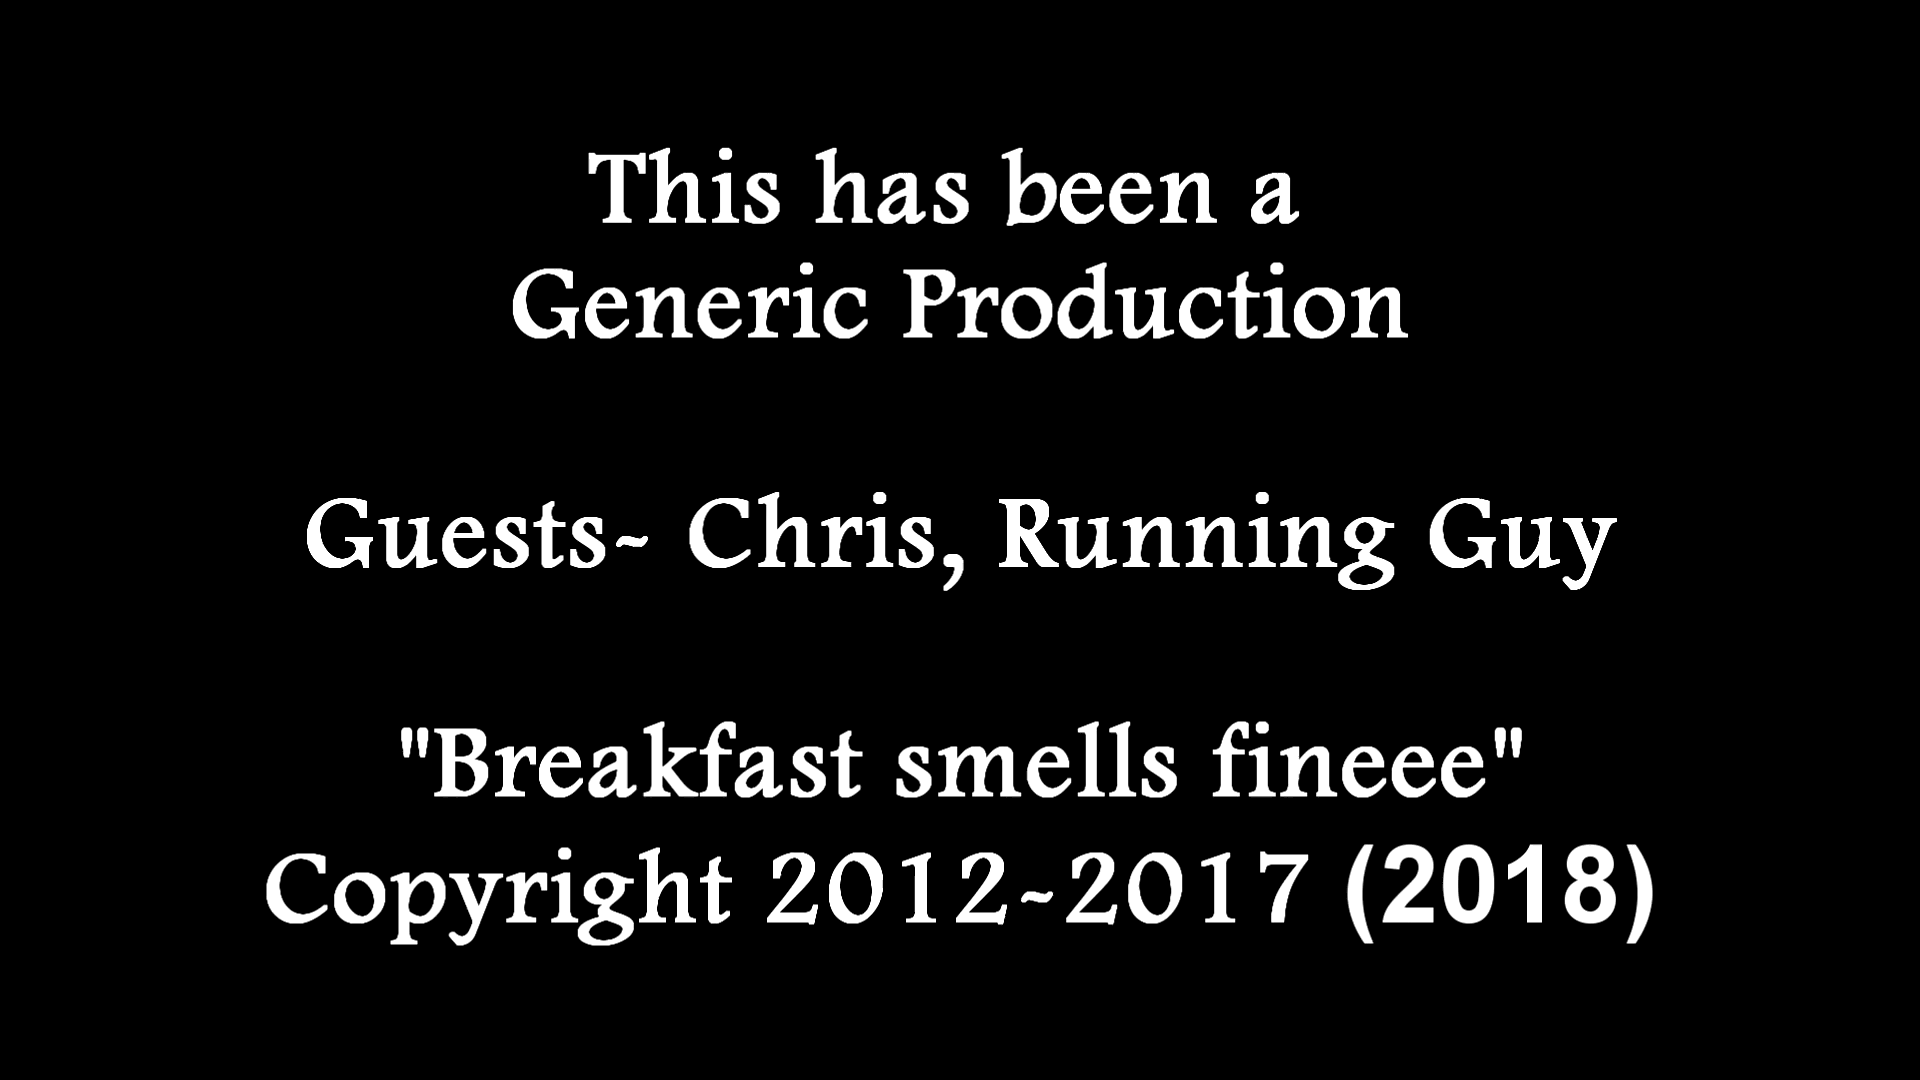 This has been a
Generic Production
Guests~ Chris, Running Guy
"Breakfast smells fineee"
Copyright 2012~2017 (2018)